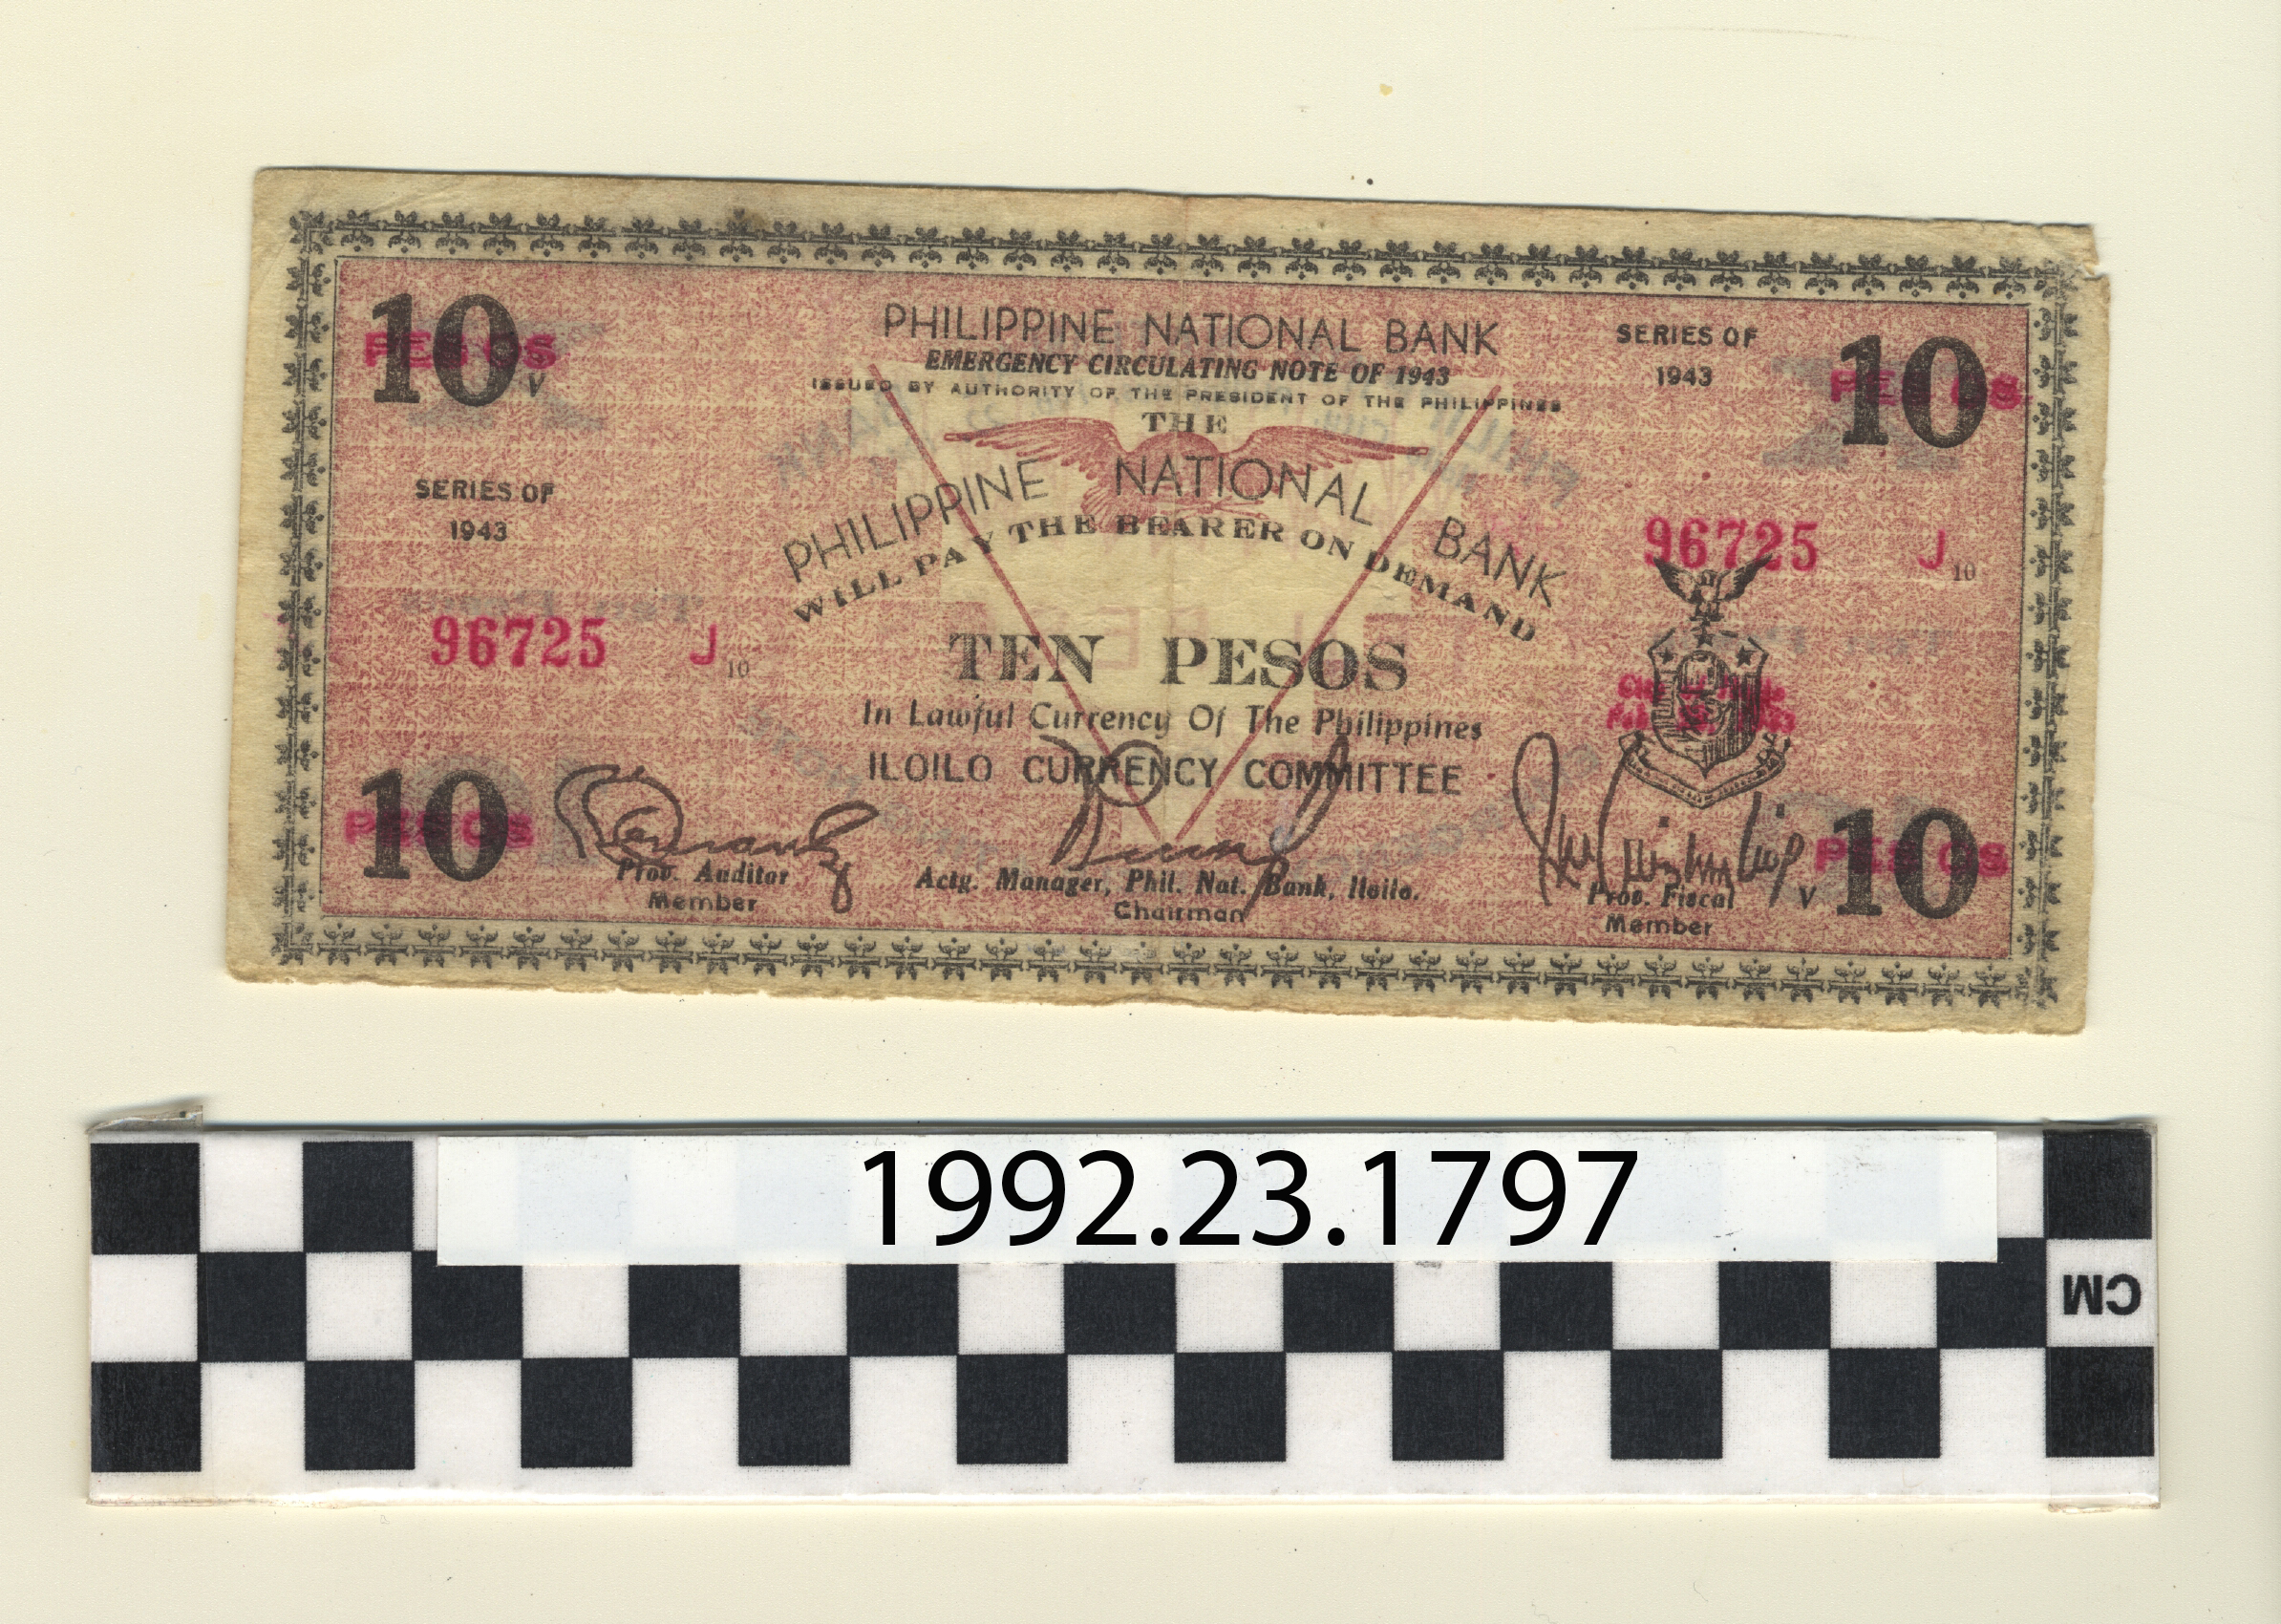 10
PESOS
v
PHILIPPINE NATIONAL BANK
EMERGENCY CIRCULATING NOTE OF 1943
ISSUED BY AUTHORITY OF THE PRESIDENT OF THE PHILIPPINES
SERIES OF
1943
10
PESOS
THE
PHILIPPINE NATIONAL BANK
WILL PAY THE BEARER ON DEMAND
SERIES OF
1943
96725 J 10
96725 J 10
TEN PESOS
In Lawful Currency Of The Philippines
ILOILO CURRENCY COMMITTEE
10
PESOS
Prov. Auditor
Member
Actg. Manager, Phil. Nat. Bank, Iloilo.
Chairman
Prov. Fiscal
Member
v
10
PESOS
1992.23.1797
CM